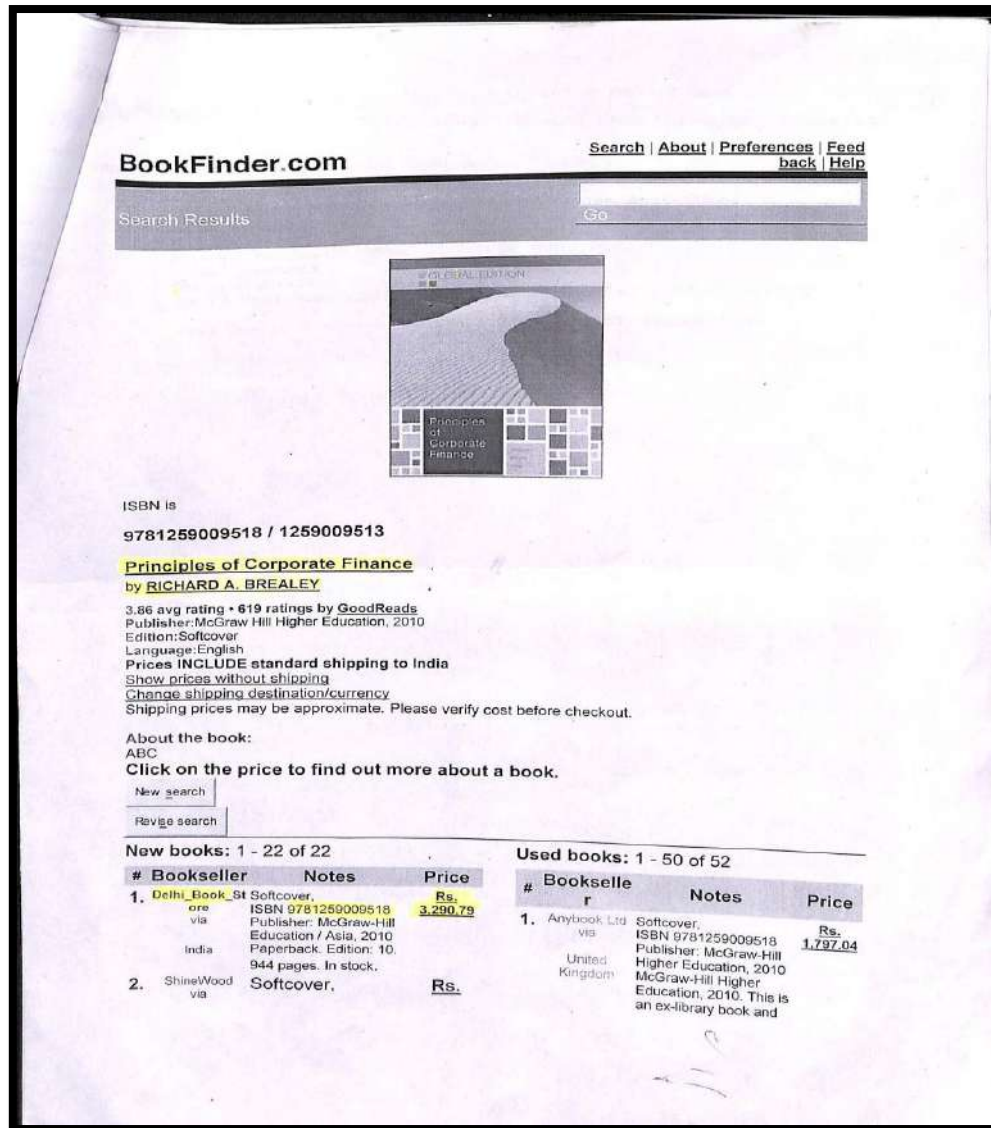 BookFinder.com
Search | About | Preferences | Feed
back | Help
Search Results
Go
GLOBAL EDITION
Principles
of
Corporate
Finance
ISBN is
9781259009518 / 1259009513
Principles of Corporate Finance
by RICHARD A. BREALEY
3.86 avg rating • 619 ratings by GoodReads
Publisher:McGraw Hill Higher Education, 2010
Edition:Softcover
Language:English
Prices INCLUDE standard shipping to India
Show prices without shipping
Change shipping destination/currency
Shipping prices may be approximate. Please verify cost before checkout.
About the book:
ABC
Click on the price to find out more about a book.
New search
Revise search
New books: 1 - 22 of 22
# Bookseller Notes Price
1. Delhi_Book_St Softcover, Rs.
ore ISBN 9781259009518 3,290.79
via Publisher: McGraw-Hill
Education / Asia, 2010
India Paperback. Edition: 10.
944 pages. In stock.
2. ShineWood Softcover, Rs.
via
Used books: 1 - 50 of 52
# Bookselle Notes Price
r
1. Anybook Ltd Softcover, Rs.
via ISBN 9781259009518 1,797.04
Publisher: McGraw-Hill
United Higher Education, 2010
Kingdom McGraw-Hill Higher
Education, 2010. This is
an ex-library book and